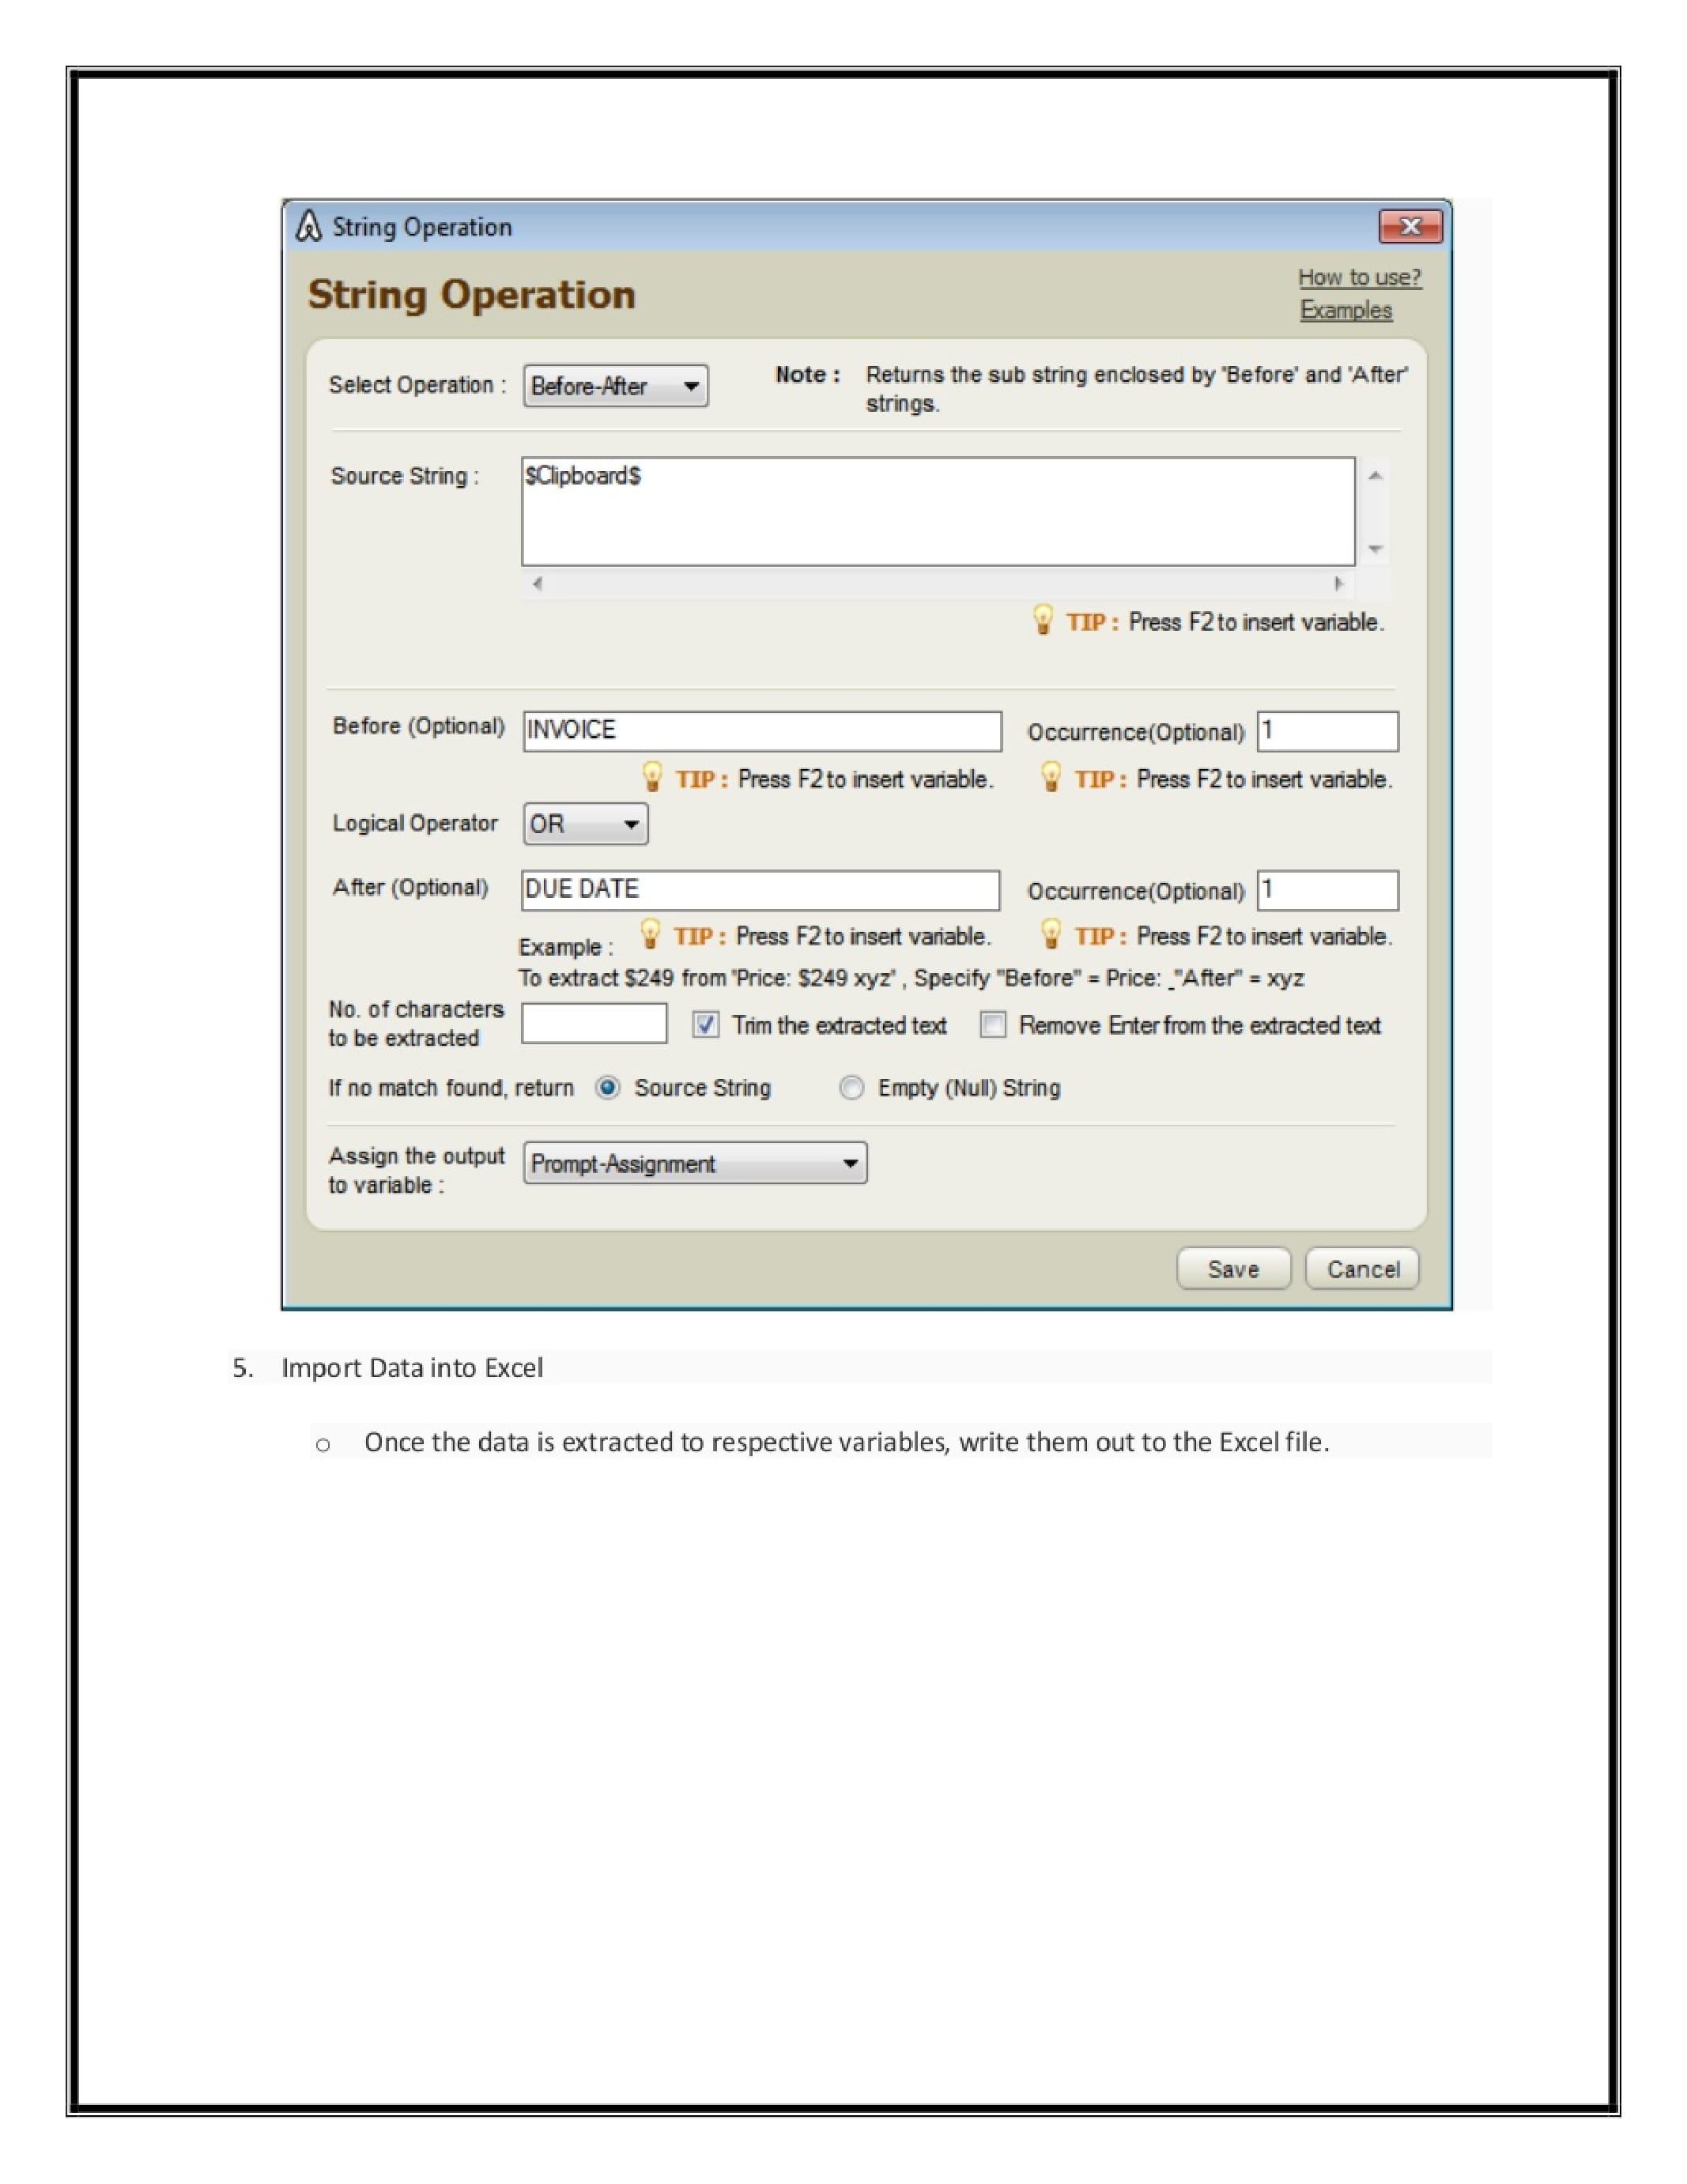 String Operation
String Operation
How to use?
Examples
Select Operation :
Before-After
Note :
Returns the sub string enclosed by 'Before' and 'After'
strings.
Source String :
$Clipboard$
TIP : Press F2 to insert variable.
Before (Optional)
INVOICE
Occurrence(Optional)
1
TIP : Press F2 to insert variable.
TIP : Press F2 to insert variable.
Logical Operator
OR
After (Optional)
DUE DATE
Occurrence(Optional)
1
Example :
TIP : Press F2 to insert variable.
TIP : Press F2 to insert variable.
To extract $249 from 'Price: $249 xyz' , Specify "Before" = Price: _"After" = xyz
No. of characters
to be extracted
Trim the extracted text
Remove Enter from the extracted text
If no match found, return
Source String
Empty (Null) String
Assign the output
to variable :
Prompt-Assignment
Save
Cancel
5. Import Data into Excel
o Once the data is extracted to respective variables, write them out to the Excel file.